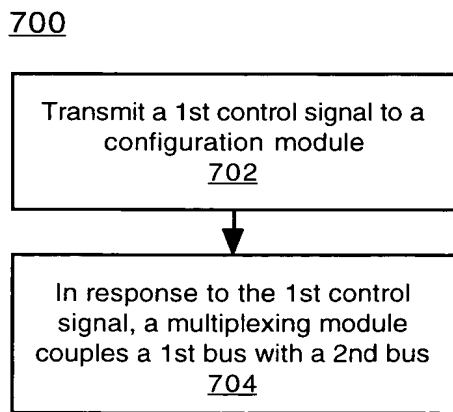 700
Transmit a 1st control signal to a
configuration module
702
In response to the 1st control
signal, a multiplexing module
couples a 1st bus with a 2nd bus
704